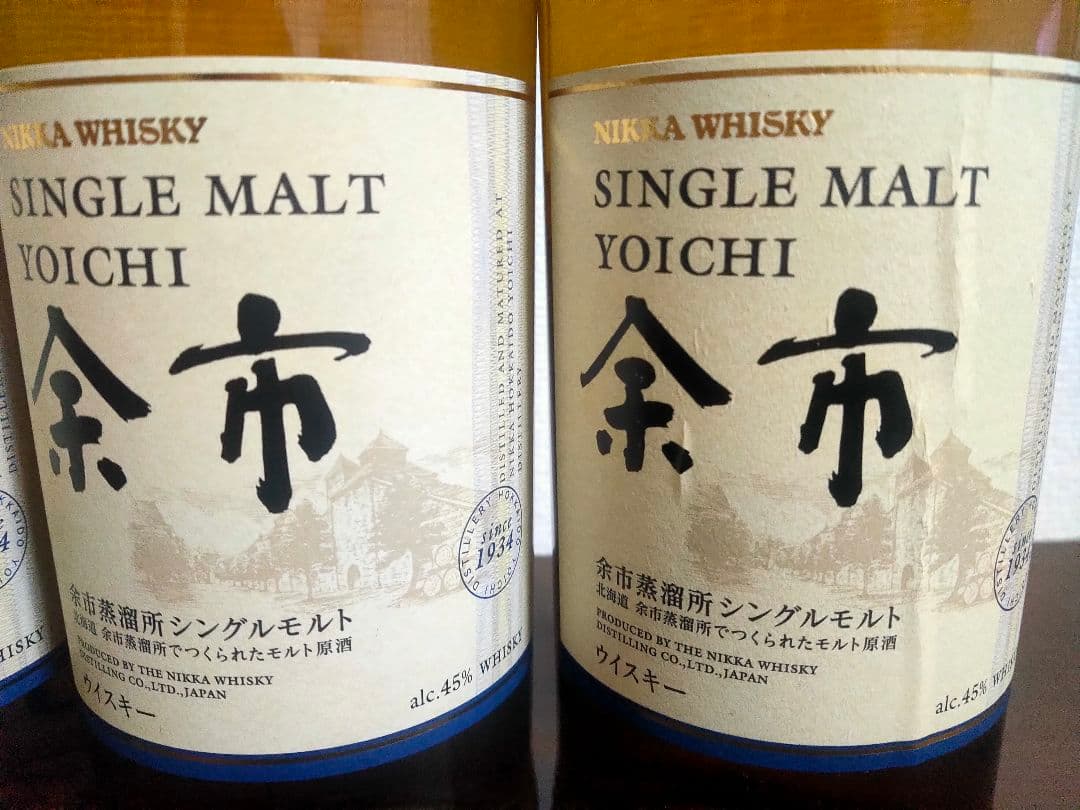 NIKKA WHISKY
SINGLE MALT
YOICHI
余市
DISTILLED AND MATURED AT
NIKKA HOKKAIDO YOICHI
DISTILLERY
DISTILLERY HOKKAIDO YOICHI
since
1934
余市蒸溜所シングルモルト
北海道 余市蒸溜所でつくられたモルト原酒
PRODUCED BY THE NIKKA WHISKY
DISTILLING CO.,LTD.,JAPAN
ウイスキー
alc.45% WHISKY
NIKKA WHISKY
SINGLE MALT
YOICHI
余市
since
1934
余市蒸溜所シングルモルト
北海道 余市蒸溜所でつくられたモルト原酒
PRODUCED BY THE NIKKA WHISKY
DISTILLING CO.,LTD.,JAPAN
ウイスキー
alc.45%